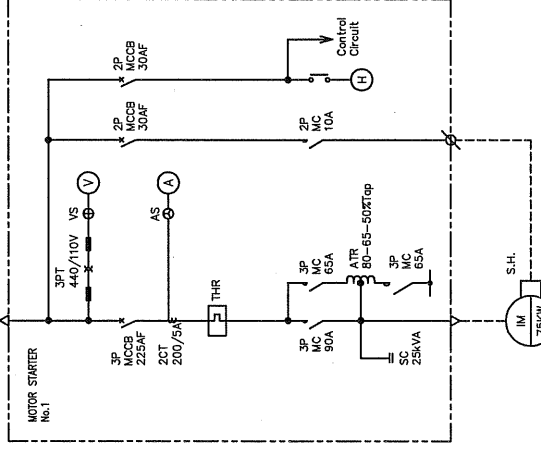 MOTOR STARTER
No.1
3PT
440/110V
VS
V
2P
MCCB
30AF
2P
MCCB
30AF
Control
Circuit
H
2P
MC
10A
3P
MCCB
225AF
2CT
200/5A
AS
A
THR
3P
MC
90A
3P
MC
65A
ATR
80-65-50%Tap
3P
MC
65A
SC
25kVA
S.H.
IM
75KW